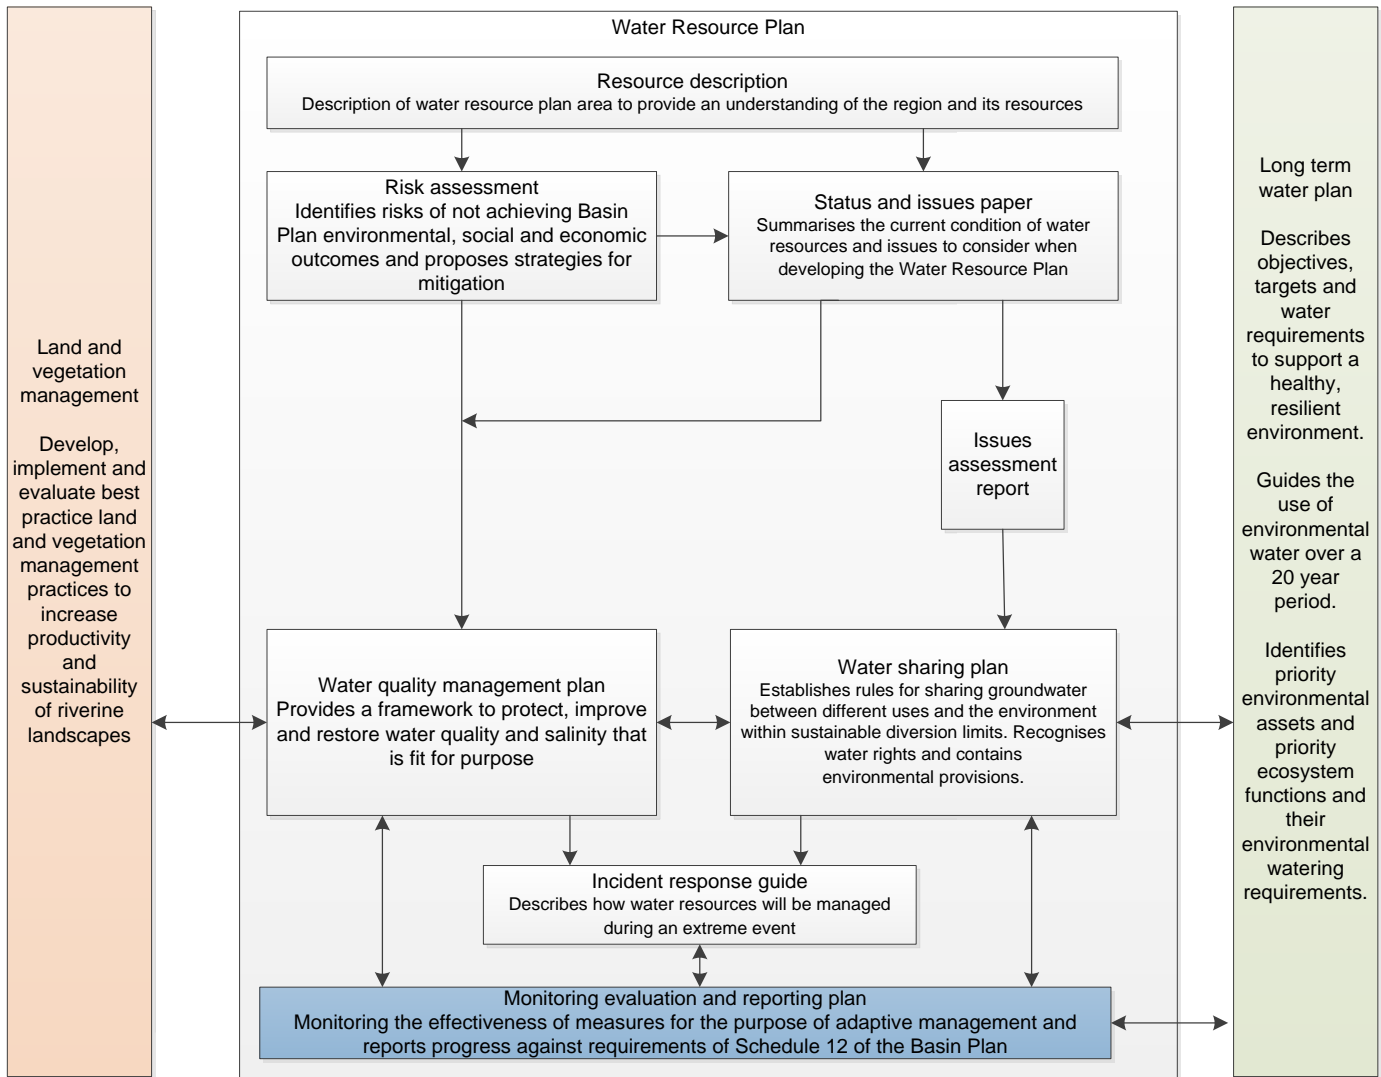 Water Resource Plan
Resource description
Description of water resource plan area to provide an understanding of the region and its resources
Risk assessment
Identifies risks of not achieving Basin
Plan environmental, social and economic
outcomes and proposes strategies for
mitigation
Status and issues paper
Summarises the current condition of water
resources and issues to consider when
developing the Water Resource Plan
Issues
assessment
report
Land and
vegetation
management
Develop,
implement and
evaluate best
practice land
and vegetation
management
practices to
increase
productivity
and
sustainability
of riverine
landscapes
Water quality management plan
Provides a framework to protect, improve
and restore water quality and salinity that
is fit for purpose
Water sharing plan
Establishes rules for sharing groundwater
between different uses and the environment
within sustainable diversion limits. Recognises
water rights and contains
environmental provisions.
Long term
water plan
Describes
objectives,
targets and
water
requirements
to support a
healthy,
resilient
environment.
Guides the
use of
environmental
water over a
20 year
period.
Identifies
priority
environmental
assets and
priority
ecosystem
functions and
their
environmental
watering
requirements.
Incident response guide
Describes how water resources will be managed
during an extreme event
Monitoring evaluation and reporting plan
Monitoring the effectiveness of measures for the purpose of adaptive management and
reports progress against requirements of Schedule 12 of the Basin Plan